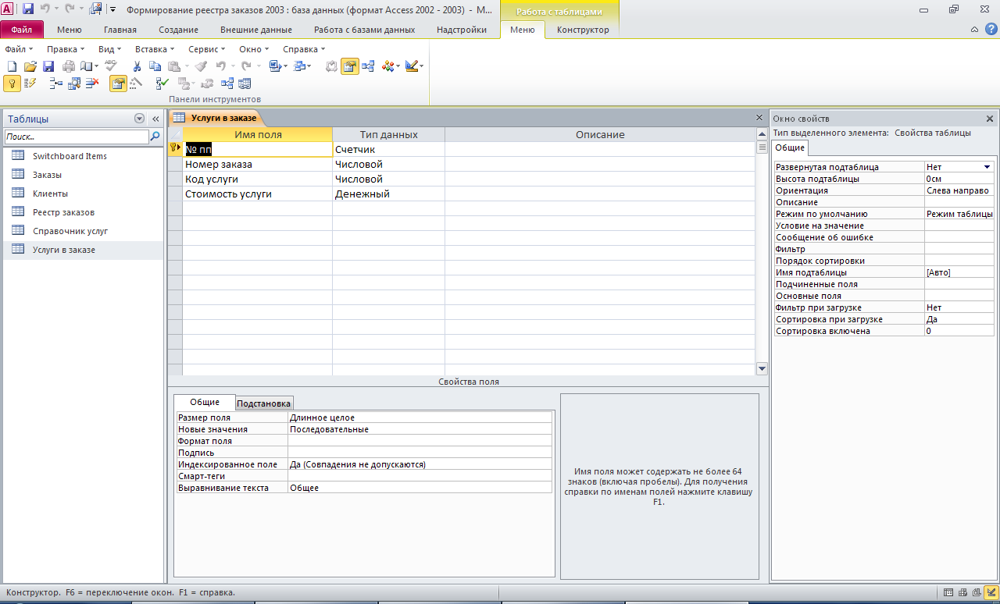 Формирование реестра заказов 2003 : база данных (формат Access 2002 - 2003) - M...
Работа с таблицами
Файл Меню Главная Создание Внешние данные Работа с базами данных Надстройки Меню Конструктор
Файл Правка Вид Вставка Сервис Окно Справка
Панели инструментов
Таблицы
Поиск...
Switchboard Items
Заказы
Клиенты
Реестр заказов
Справочник услуг
Услуги в заказе
Услуги в заказе
Имя поля Тип данных Описание
№ пп Счетчик
Номер заказа Числовой
Код услуги Числовой
Стоимость услуги Денежный
Свойства поля
Общие Подстановка
Размер поля Длинное целое
Новые значения Последовательные
Формат поля
Подпись
Индексированное поле Да (Совпадения не допускаются)
Смарт-теги
Выравнивание текста Общее
Имя поля может содержать не более 64
знаков (включая пробелы). Для получения
справки по именам полей нажмите клавишу
F1.
Окно свойств
Тип выделенного элемента: Свойства таблицы
Общие
Развернутая подтаблица Нет
Высота подтаблицы 0см
Ориентация Слева направо
Описание
Режим по умолчанию Режим таблицы
Условие на значение
Сообщение об ошибке
Фильтр
Порядок сортировки
Имя подтаблицы [Авто]
Подчиненные поля
Основные поля
Фильтр при загрузке Нет
Сортировка при загрузке Да
Сортировка включена 0
Конструктор. F6 = переключение окон. F1 = справка.